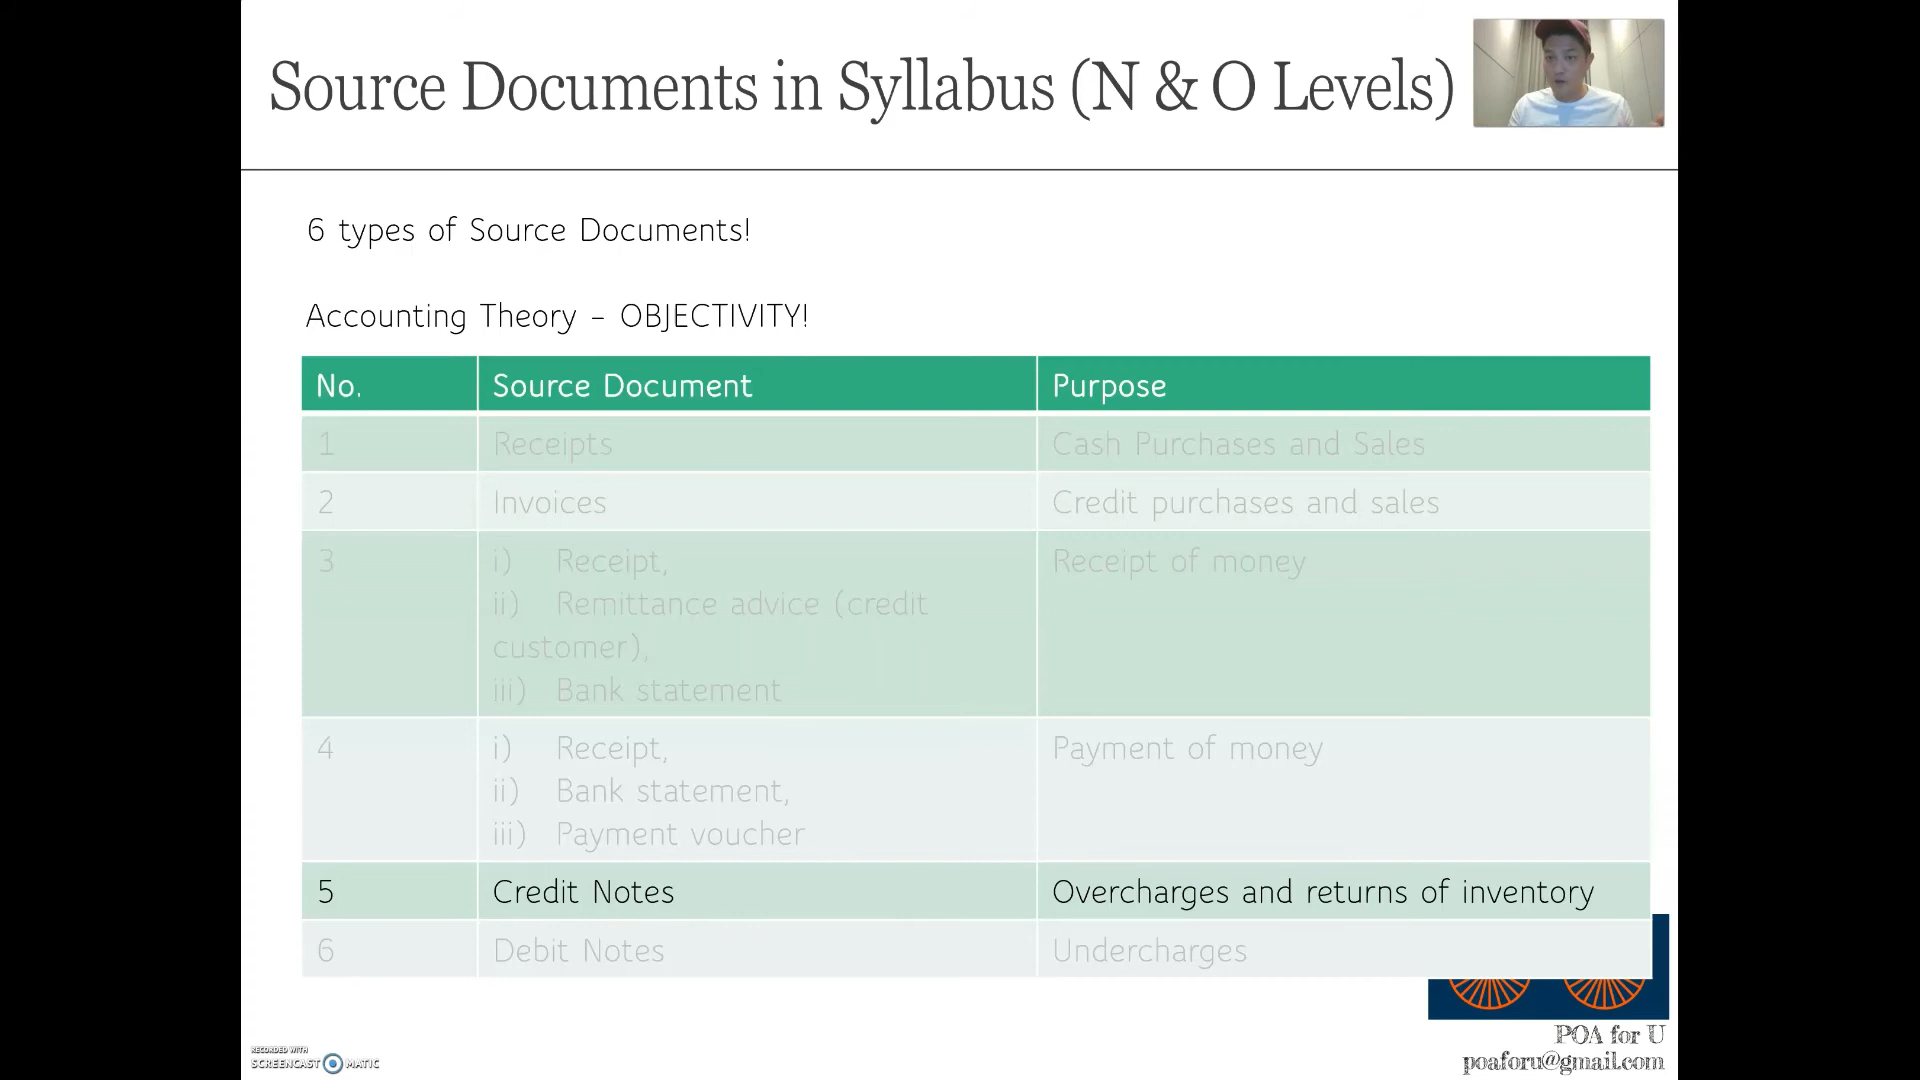 Source Documents in Syllabus (N & O Levels)
6 types of Source Documents!
Accounting Theory – OBJECTIVITY!
No. Source Document Purpose
1 Receipts Cash Purchases and Sales
2 Invoices Credit purchases and sales
3 i) Receipt, Receipt of money
ii) Remittance advice (credit
customer),
iii) Bank statement
4 i) Receipt, Payment of money
ii) Bank statement,
iii) Payment voucher
5 Credit Notes Overcharges and returns of inventory
6 Debit Notes Undercharges
POA for U
poaforu@gmail.com
RECORDED WITH
SCREENCAST MATIC